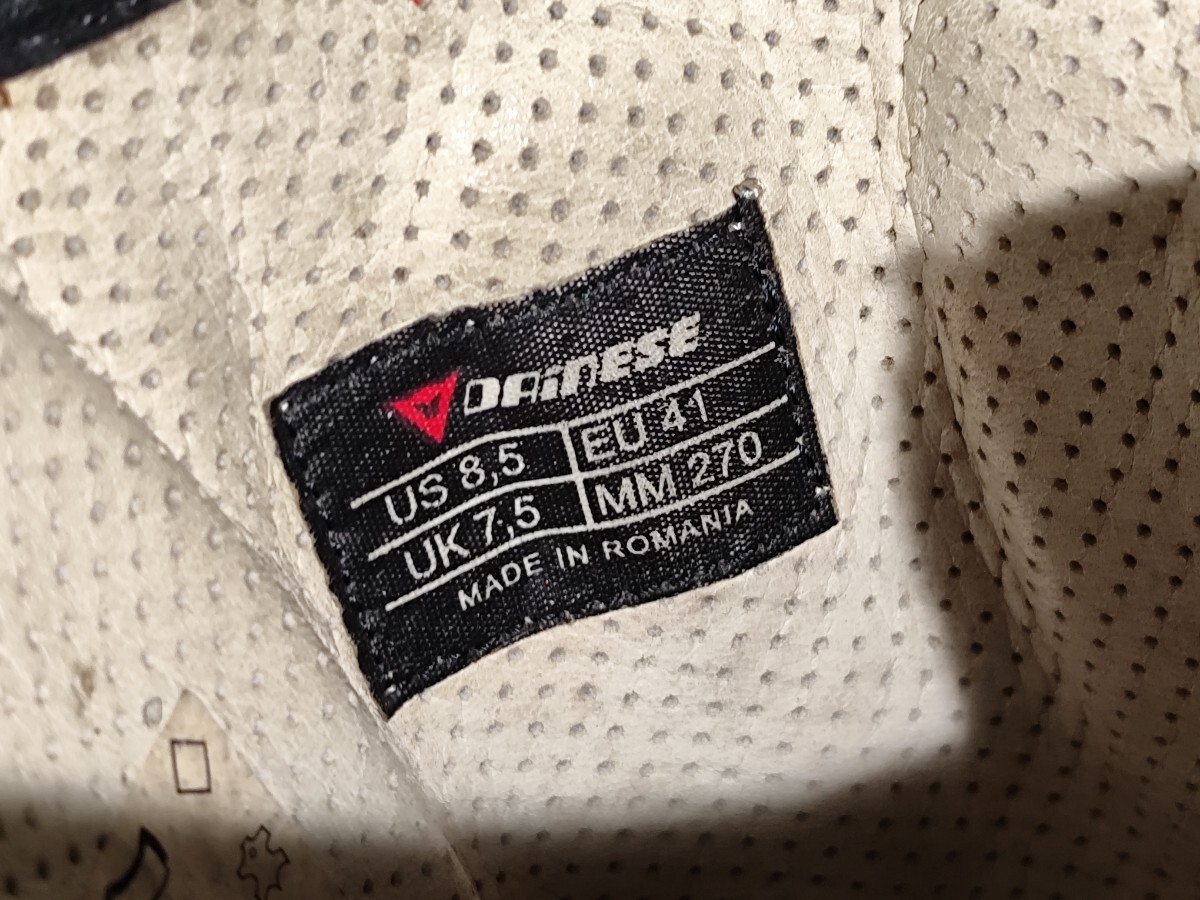 DAINESE
US 8,5 EU 41
UK 7,5 MM 270
MADE IN ROMANIA